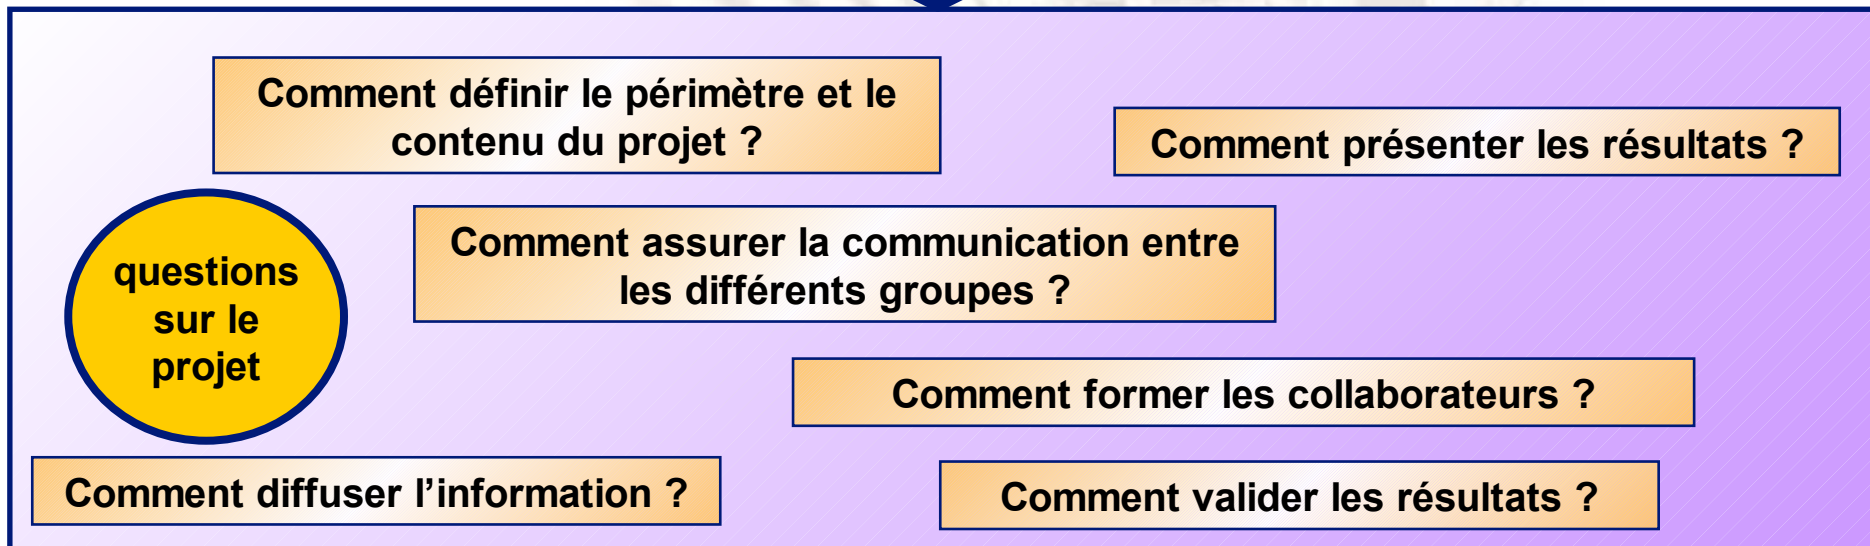 Comment définir le périmètre et le
contenu du projet ?
Comment présenter les résultats ?
Comment assurer la communication entre
les différents groupes ?
questions
sur le
projet
Comment former les collaborateurs ?
Comment diffuser l’information ?
Comment valider les résultats ?